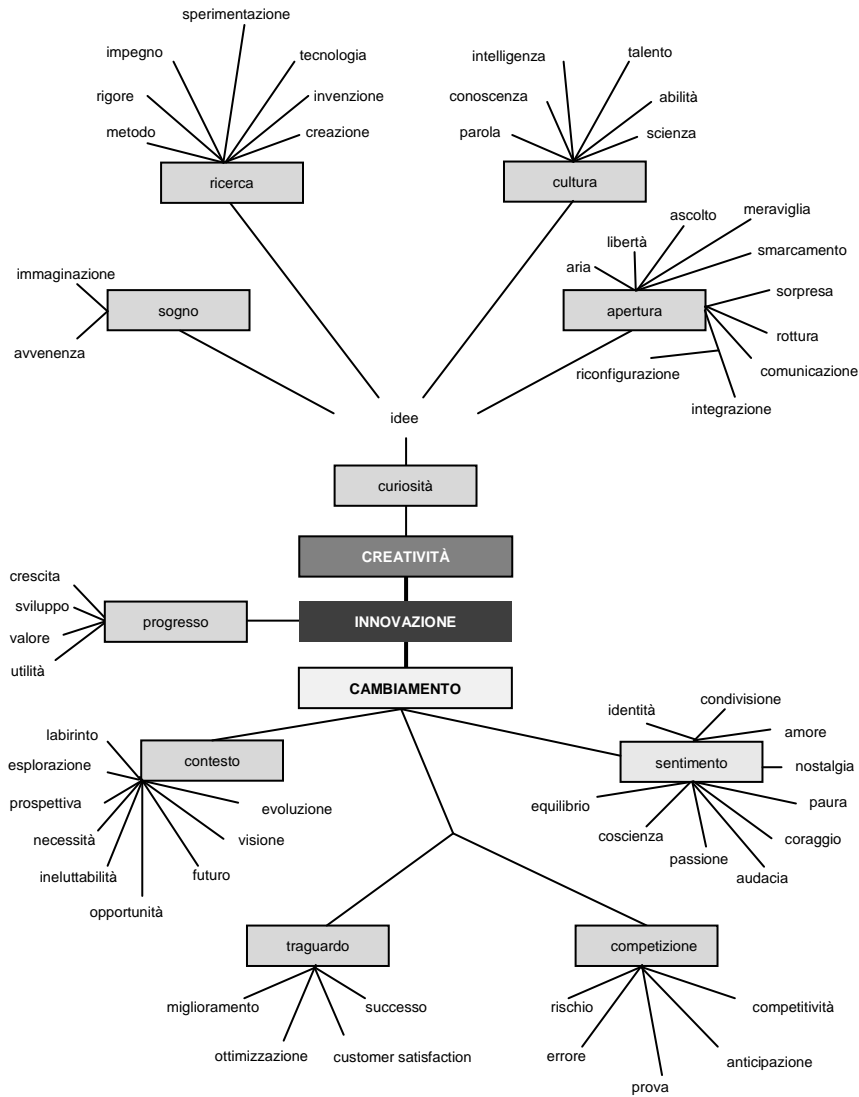 sperimentazione
impegno
tecnologia
rigore
invenzione
metodo
creazione
ricerca
intelligenza
talento
conoscenza
abilità
parola
scienza
cultura
immaginazione
sogno
avvenenza
ascolto
meraviglia
libertà
smarcamento
aria
sorpresa
apertura
rottura
riconfigurazione
comunicazione
integrazione
idee
curiosità
CREATIVITÀ
crescita
sviluppo
progresso
INNOVAZIONE
valore
utilità
CAMBIAMENTO
labirinto
contesto
esplorazione
prospettiva
evoluzione
necessità
visione
ineluttabilità
futuro
opportunità
identità
condivisione
amore
sentimento
nostalgia
equilibrio
paura
coscienza
coraggio
passione
audacia
traguardo
miglioramento
successo
ottimizzazione
customer satisfaction
competizione
rischio
competitività
errore
anticipazione
prova